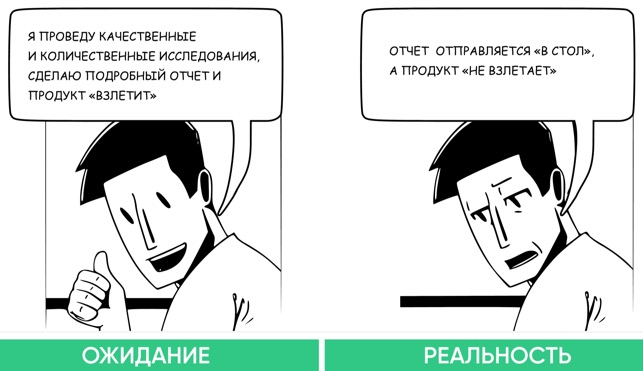 Я ПРОВЕДУ КАЧЕСТВЕННЫЕ
И КОЛИЧЕСТВЕННЫЕ ИССЛЕДОВАНИЯ,
СДЕЛАЮ ПОДРОБНЫЙ ОТЧЕТ И
ПРОДУКТ «ВЗЛЕТИТ»
ОТЧЕТ ОТПРАВЛЯЕТСЯ «В СТОЛ»,
А ПРОДУКТ «НЕ ВЗЛЕТАЕТ»
ОЖИДАНИЕ
РЕАЛЬНОСТЬ